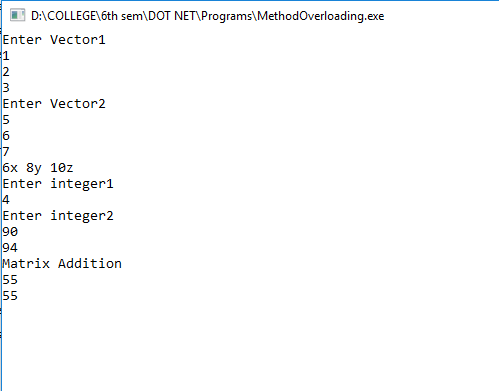 D:\COLLEGE\6th sem\DOT NET\Programs\MethodOverloading.exe
Enter Vector1
1
2
3
Enter Vector2
5
6
7
6x 8y 10z
Enter integer1
4
Enter integer2
90
94
Matrix Addition
55
55